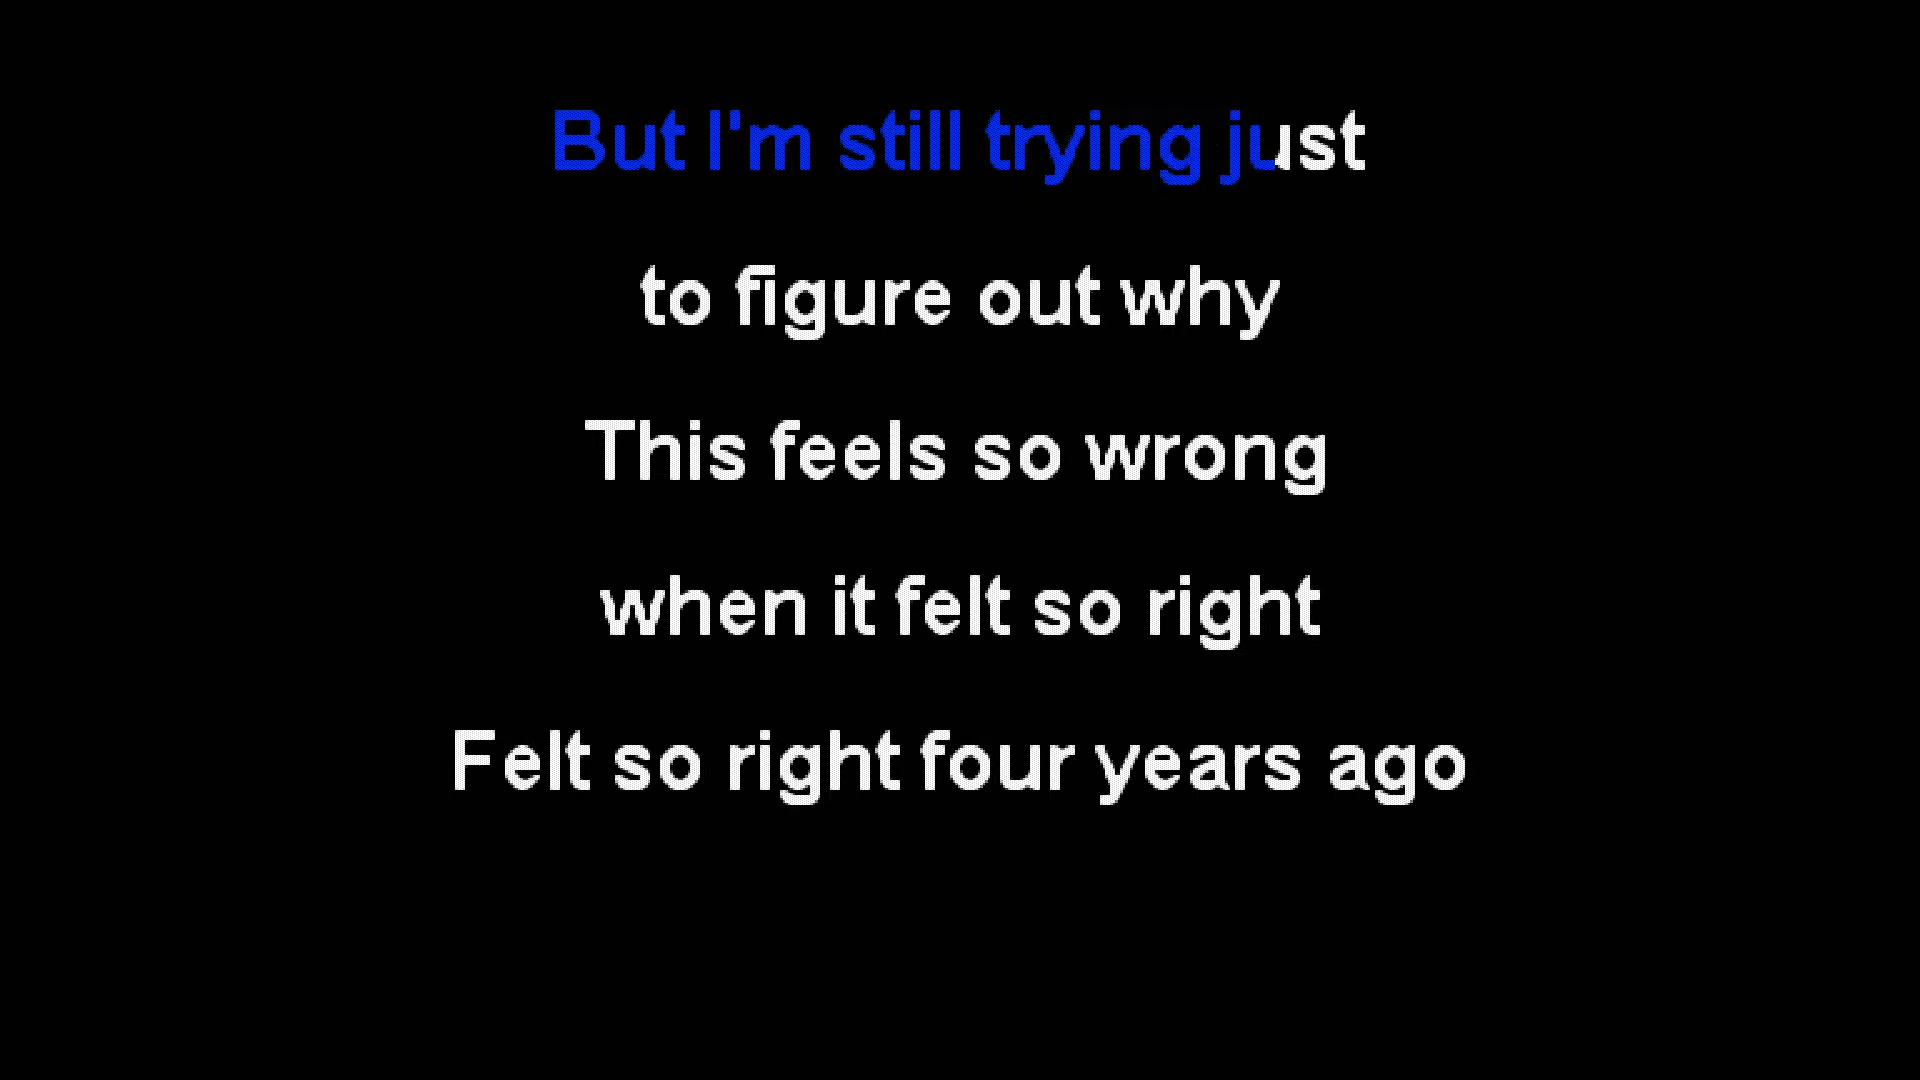 But I'm still trying just
to figure out why
This feels so wrong
when it felt so right
Felt so right four years ago